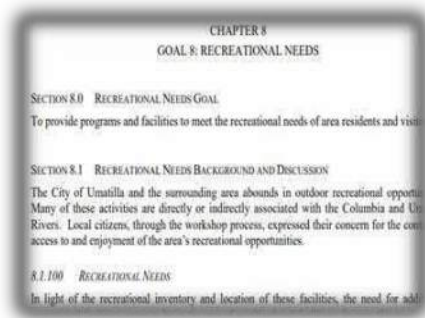 CHAPTER 8
GOAL 8: RECREATIONAL NEEDS
SECTION 8.0 RECREATIONAL NEEDS GOAL
To provide programs and facilities to meet the recreational needs of area residents and
SECTION 8.1 RECREATIONAL NEEDS BACKGROUND AND DISCUSSION
The City of Umatilla and the surrounding area abounds in outdoor recreational
Many of these activities are directly or indirectly associated with the Columbia and
Rivers. Local citizens, through the workshop process, expressed their concern for the
access to and enjoyment of the area's recreational opportunities.
8.1.100 RECREATIONAL NEEDS
In light of the recreational inventory and location of these facilities, the need for